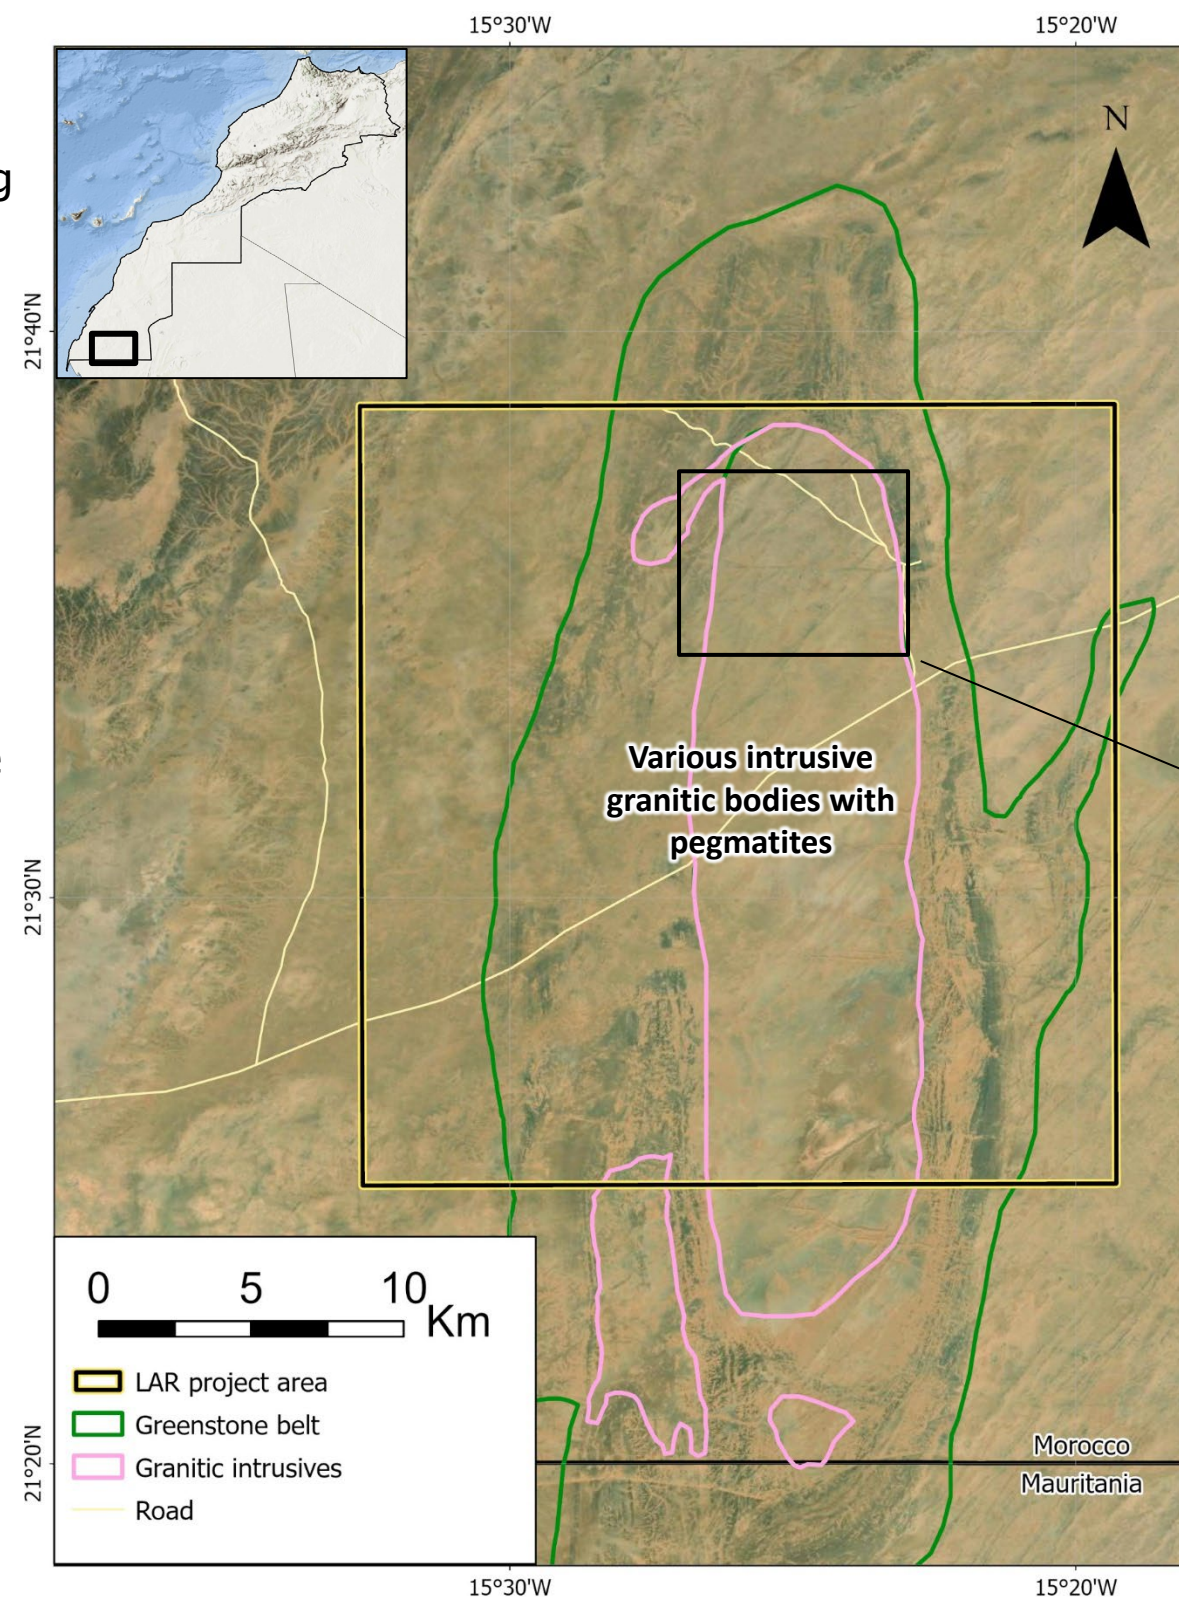 15°30'W
15°20'W
N
g
21°40'N
e
Various intrusive
granitic bodies with
pegmatites
21°30'N
0 5 10
Km
LAR project area
Greenstone belt
Granitic intrusives
Road
21°20'N
Morocco
Mauritania
15°30'W
15°20'W